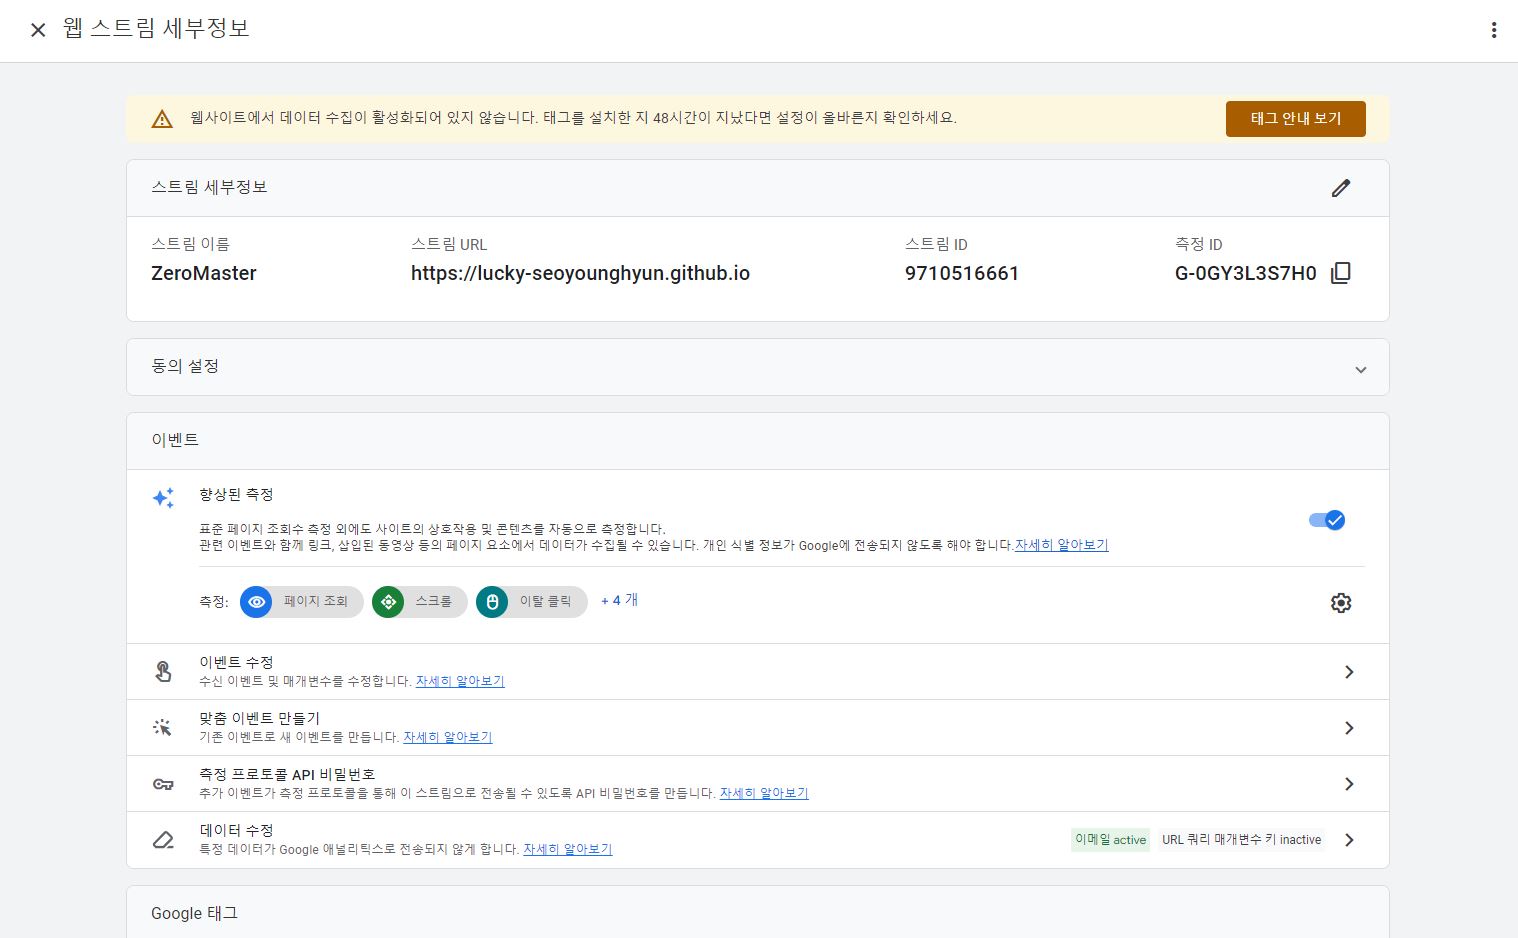 웹 스트림 세부정보
웹사이트에서 데이터 수집이 활성화되어 있지 않습니다. 태그를 설치한 지 48시간이 지났다면 설정이 올바른지 확인하세요.
태그 안내 보기
스트림 세부정보
스트림 이름
스트림 URL
스트림 ID
측정 ID
ZeroMaster
https://lucky-seoyounghyun.github.io
9710516661
G-0GY3L3S7H0
동의 설정
이벤트
향상된 측정
표준 페이지 조회수 측정 외에도 사이트의 상호작용 및 콘텐츠를 자동으로 측정합니다.
관련 이벤트와 함께 링크, 삽입된 동영상 등의 페이지 요소에서 데이터가 수집될 수 있습니다. 개인 식별 정보가 Google에 전송되지 않도록 해야 합니다.자세히 알아보기
측정: 페이지 조회 스크롤 이탈 클릭 + 4 개
이벤트 수정
수신 이벤트 및 매개변수를 수정합니다. 자세히 알아보기
맞춤 이벤트 만들기
기존 이벤트로 새 이벤트를 만듭니다. 자세히 알아보기
측정 프로토콜 API 비밀번호
추가 이벤트가 측정 프로토콜을 통해 이 스트림으로 전송될 수 있도록 API 비밀번호를 만듭니다. 자세히 알아보기
데이터 수정
특정 데이터가 Google 애널리틱스로 전송되지 않게 합니다. 자세히 알아보기
이메일 active URL 쿼리 매개변수 키 inactive
Google 태그